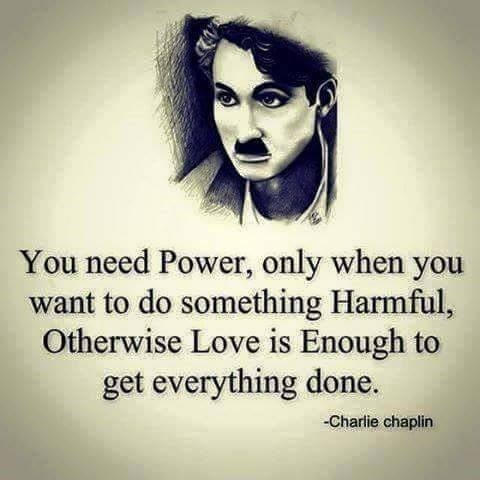 You need Power, only when you
want to do something Harmful,
Otherwise Love is Enough to
get everything done.
-Charlie chaplin